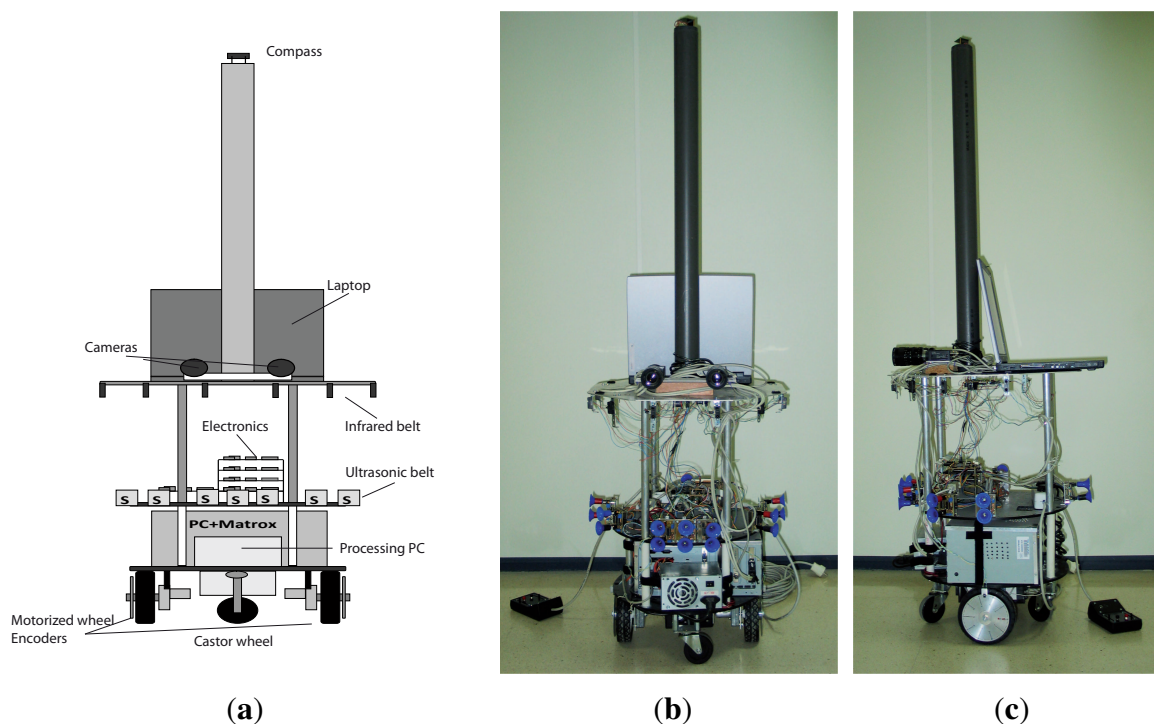 Compass
Laptop
Cameras
Infrared belt
Electronics
Ultrasonic belt
S S S S S S S
PC+Matrox
Processing PC
Motorized wheel
Encoders
Castor wheel
(a) (b) (c)